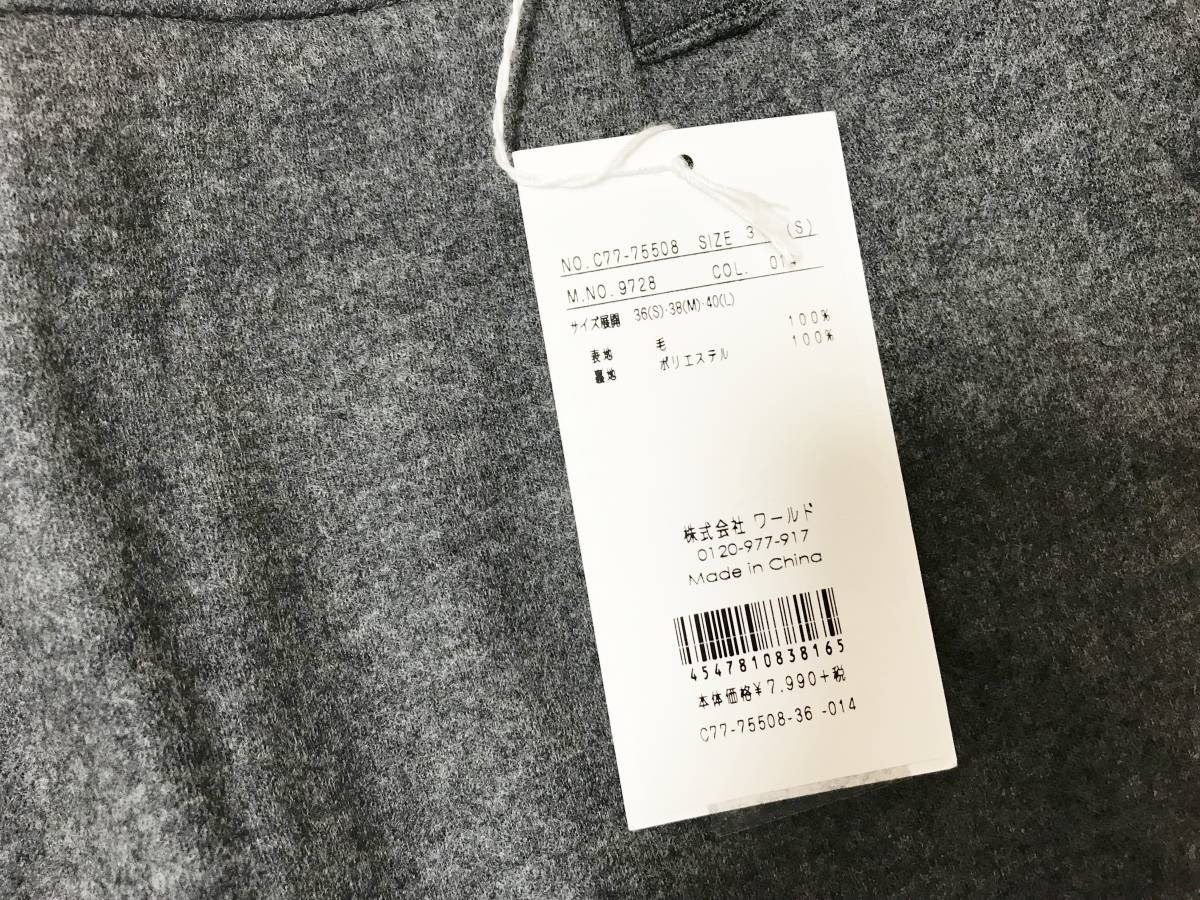 NO.C77-75508 SIZE 3 (S)
M.NO.9728 COL. 01
サイズ展開 36(S)・38(M)・40(L)
表地 毛 100%
裏地 ポリエステル 100%
株式会社 ワールド
0120-977-917
Made in China
4547810838165
本体価格¥7,990+税
C77-75508-36 -014